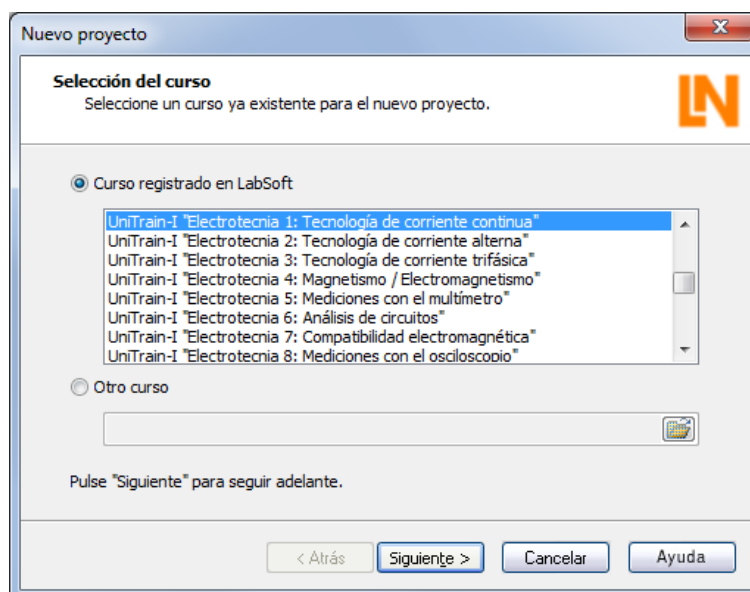 Nuevo proyecto
x
Selección del curso
Seleccione un curso ya existente para el nuevo proyecto.
LN
Curso registrado en LabSoft
UniTrain-I "Electrotecnia 1: Tecnología de corriente continua"
UniTrain-I "Electrotecnia 2: Tecnología de corriente alterna"
UniTrain-I "Electrotecnia 3: Tecnología de corriente trifásica"
UniTrain-I "Electrotecnia 4: Magnetismo / Electromagnetismo"
UniTrain-I "Electrotecnia 5: Mediciones con el multímetro"
UniTrain-I "Electrotecnia 6: Análisis de circuitos"
UniTrain-I "Electrotecnia 7: Compatibilidad electromagnética"
UniTrain-I "Electrotecnia 8: Mediciones con el osciloscopio"
Otro curso
Pulse "Siguiente" para seguir adelante.
< Atrás Siguiente > Cancelar Ayuda